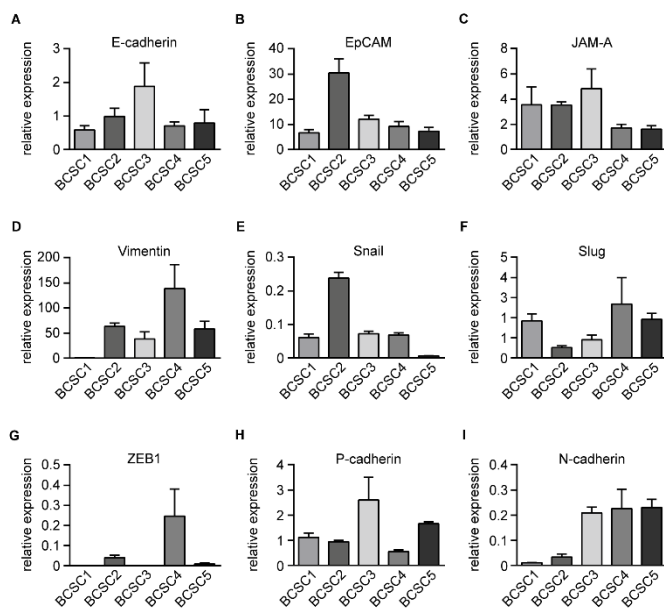 A
E-cadherin
relative expression
3
2
1
0
BCSC1
BCSC2
BCSC3
BCSC4
BCSC5
B
EpCAM
relative expression
40
30
20
10
0
BCSC1
BCSC2
BCSC3
BCSC4
BCSC5
C
JAM-A
relative expression
8
6
4
2
0
BCSC1
BCSC2
BCSC3
BCSC4
BCSC5
D
Vimentin
relative expression
200
150
100
50
0
BCSC1
BCSC2
BCSC3
BCSC4
BCSC5
E
Snail
relative expression
0.3
0.2
0.1
0
BCSC1
BCSC2
BCSC3
BCSC4
BCSC5
F
Slug
relative expression
0
BCSC1
BCSC2
BCSC3
BCSC4
BCSC5
G
ZEB1
relative expression
0.5
0.4
0.3
0.2
0.1
0
BCSC1
BCSC2
BCSC3
BCSC4
BCSC5
H
P-cadherin
relative expression
4
3
2
1
0
BCSC1
BCSC2
BCSC3
BCSC4
BCSC5
I
N-cadherin
relative expression
0.4
0.3
0.2
0.1
0
BCSC1
BCSC2
BCSC3
BCSC4
BCSC5